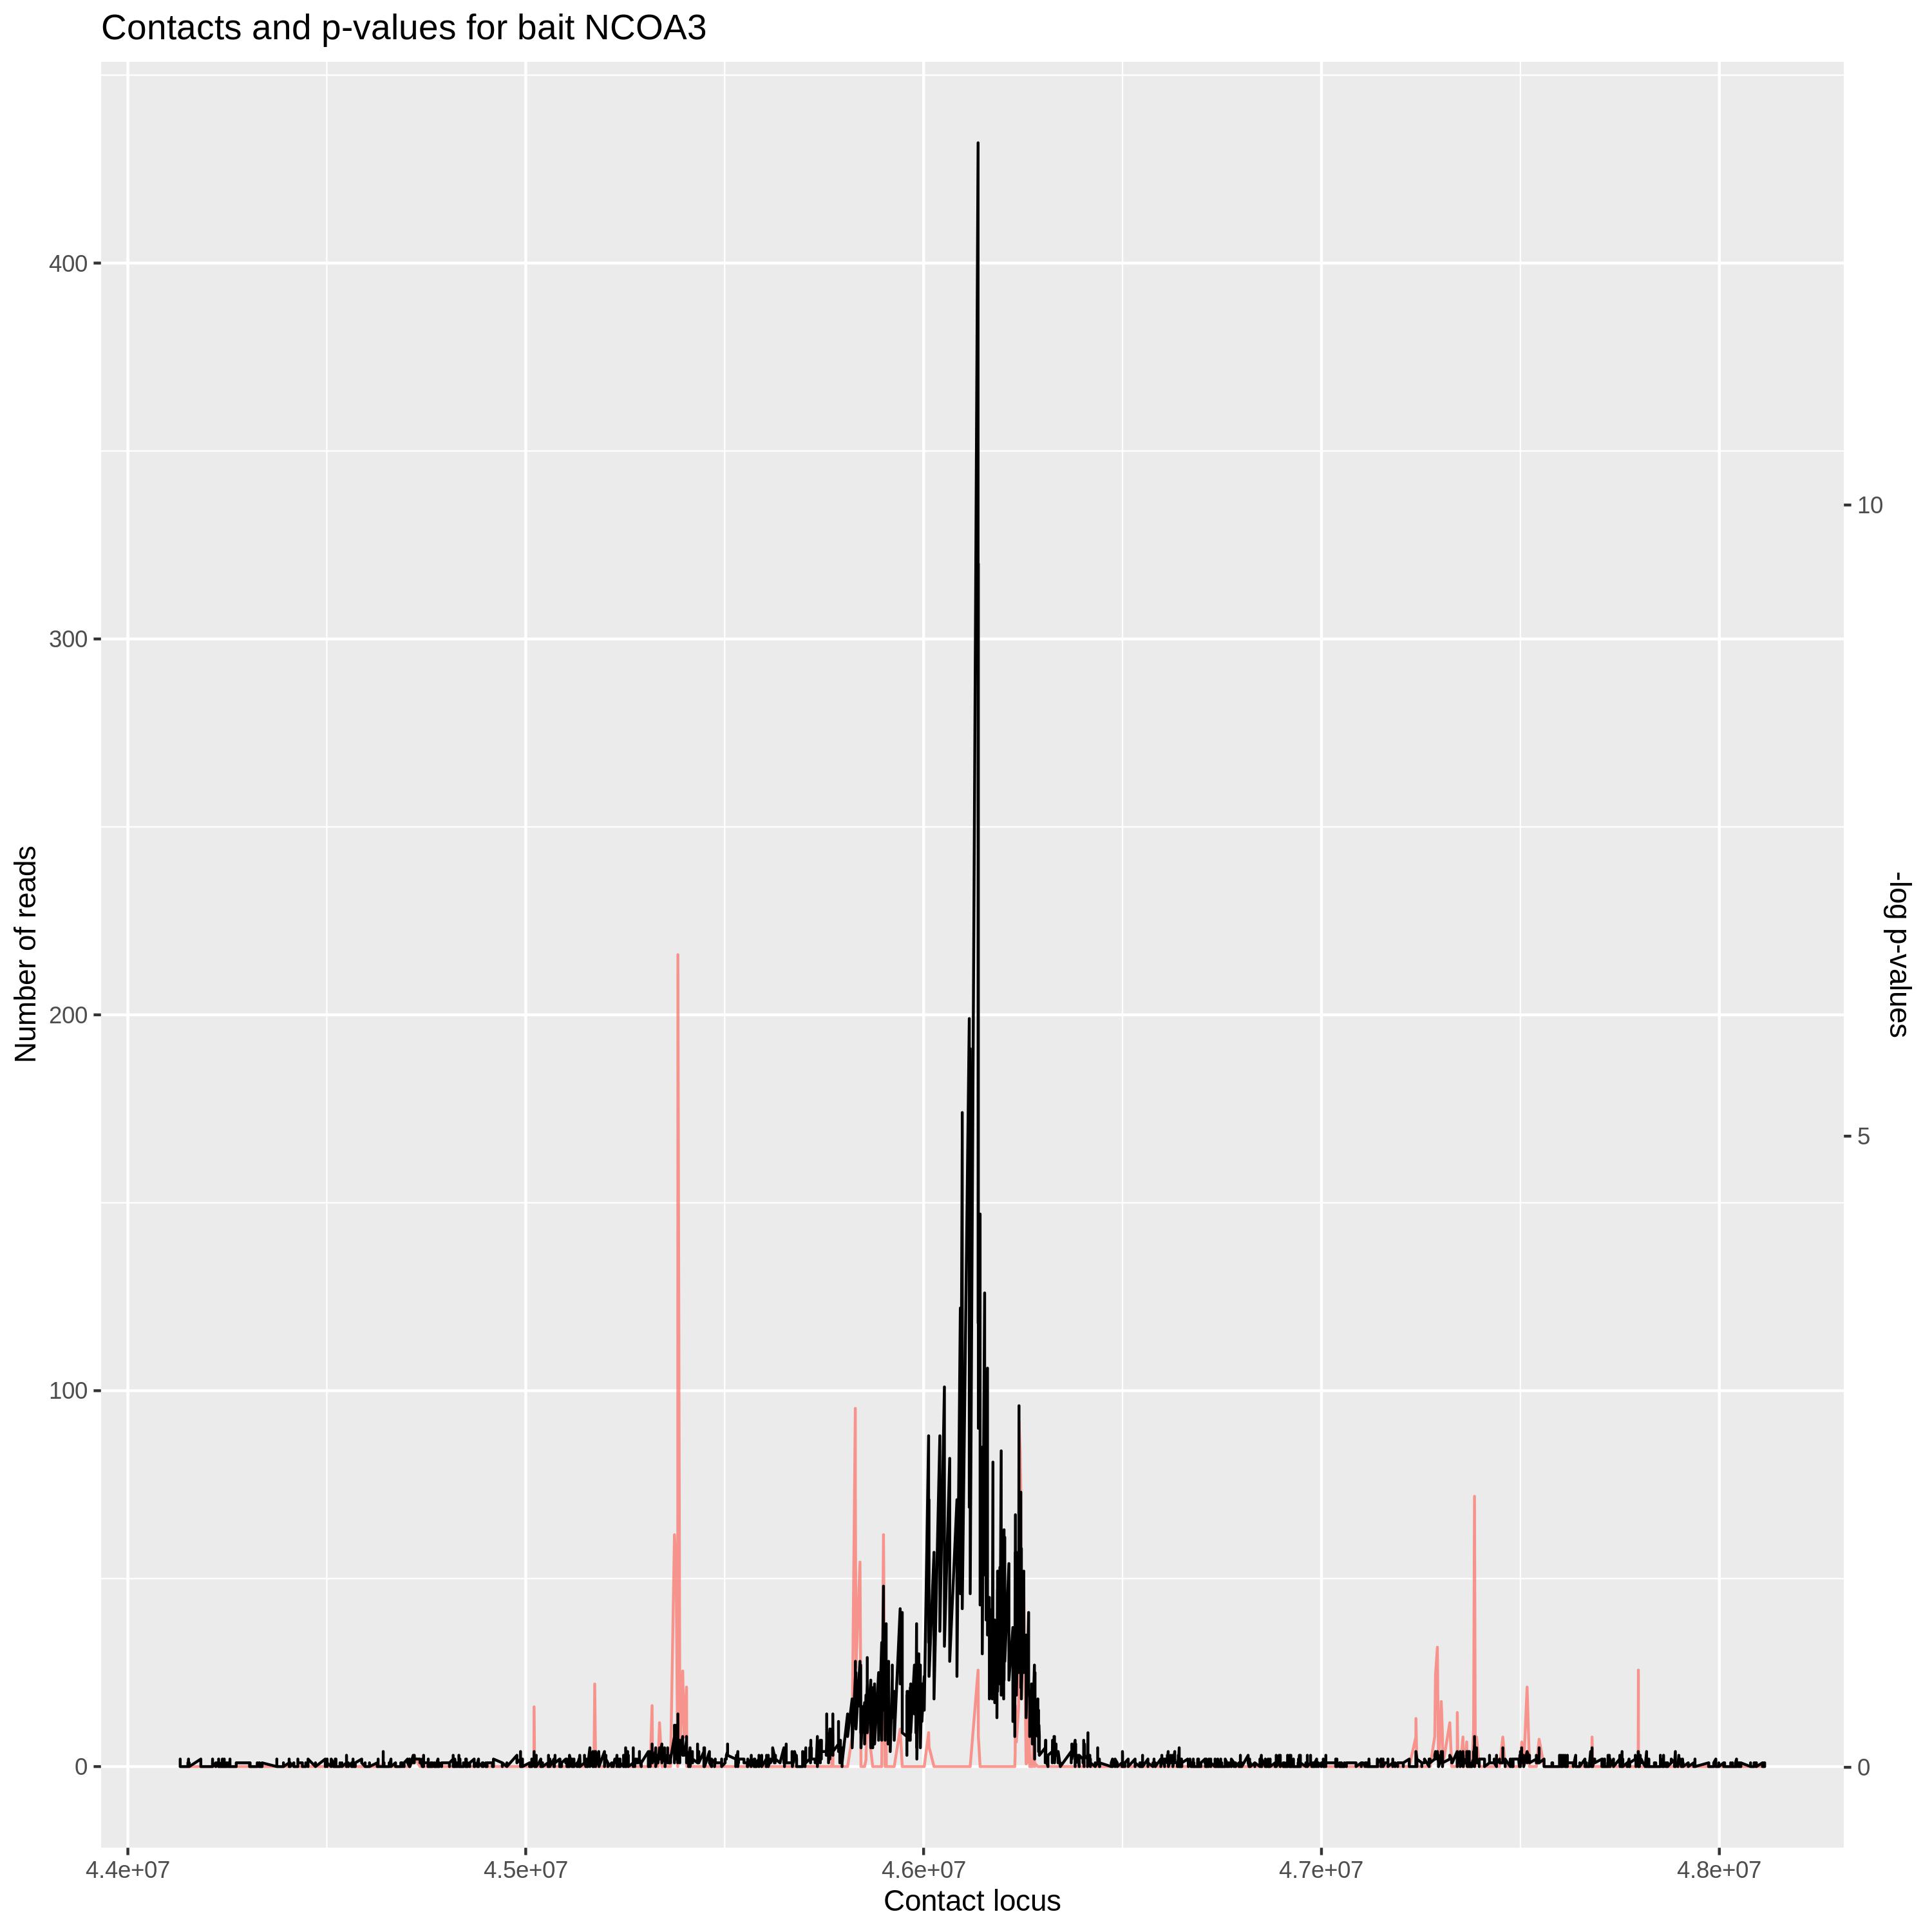 Contacts and p-values for bait NCOA3
400
300
200
100
0
Number of reads
10
5
0
-log p-values
4.4e+07
4.5e+07
4.6e+07
4.7e+07
4.8e+07
Contact locus